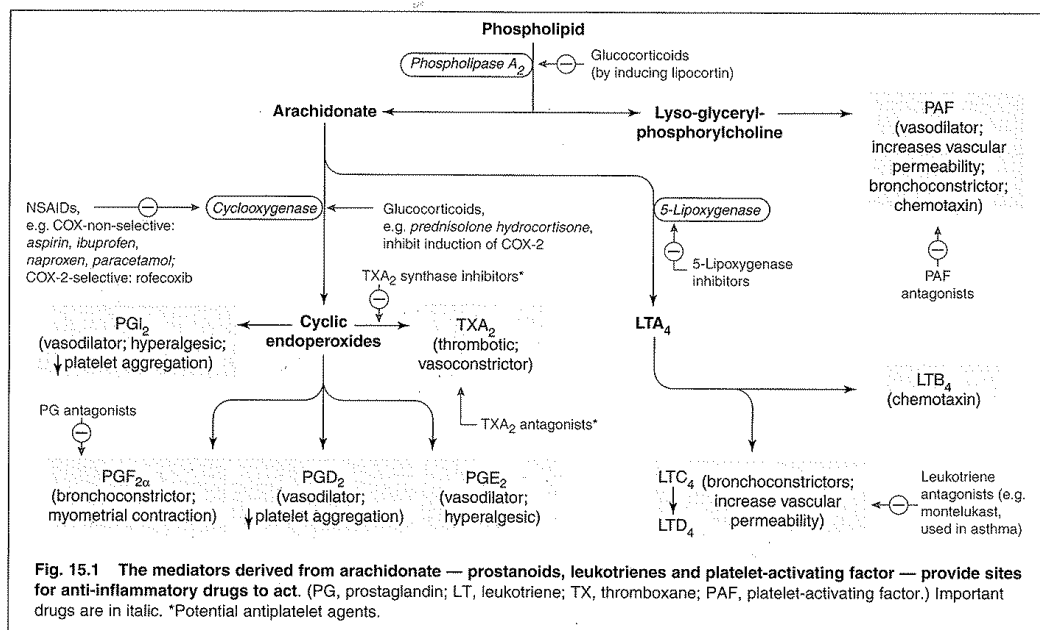 Phospholipid
Phospholipase A₂
Glucocorticoids
(by inducing lipocortin)
Arachidonate
Lyso-glyceryl-
phosphorylcholine
PAF
(vasodilator;
increases vascular
permeability;
bronchoconstrictor;
chemotaxin)
NSAIDs,
e.g. COX-non-selective:
aspirin, ibuprofen,
naproxen, paracetamol;
COX-2-selective: rofecoxib
Cyclooxygenase
Glucocorticoids,
e.g. prednisolone hydrocortisone,
inhibit induction of COX-2
5-Lipoxygenase
5-Lipoxygenase
inhibitors
PAF
antagonists
TXA₂ synthase inhibitors*
PGI₂
(vasodilator; hyperalgesic;
↓ platelet aggregation)
Cyclic
endoperoxides
TXA₂
(thrombotic;
vasoconstrictor)
LTA₄
LTB₄
(chemotaxin)
PG antagonists
TXA₂ antagonists*
PGF₂α
(bronchoconstrictor;
myometrial contraction)
PGD₂
(vasodilator;
↓ platelet aggregation)
PGE₂
(vasodilator;
hyperalgesic)
LTC₄
LTD₄
(bronchoconstrictors;
increase vascular
permeability)
Leukotriene
antagonists (e.g.
montelukast,
used in asthma)
Fig. 15.1 The mediators derived from arachidonate — prostanoids, leukotrienes and platelet-activating factor — provide sites
for anti-inflammatory drugs to act. (PG, prostaglandin; LT, leukotriene; TX, thromboxane; PAF, platelet-activating factor.) Important
drugs are in italic. *Potential antiplatelet agents.